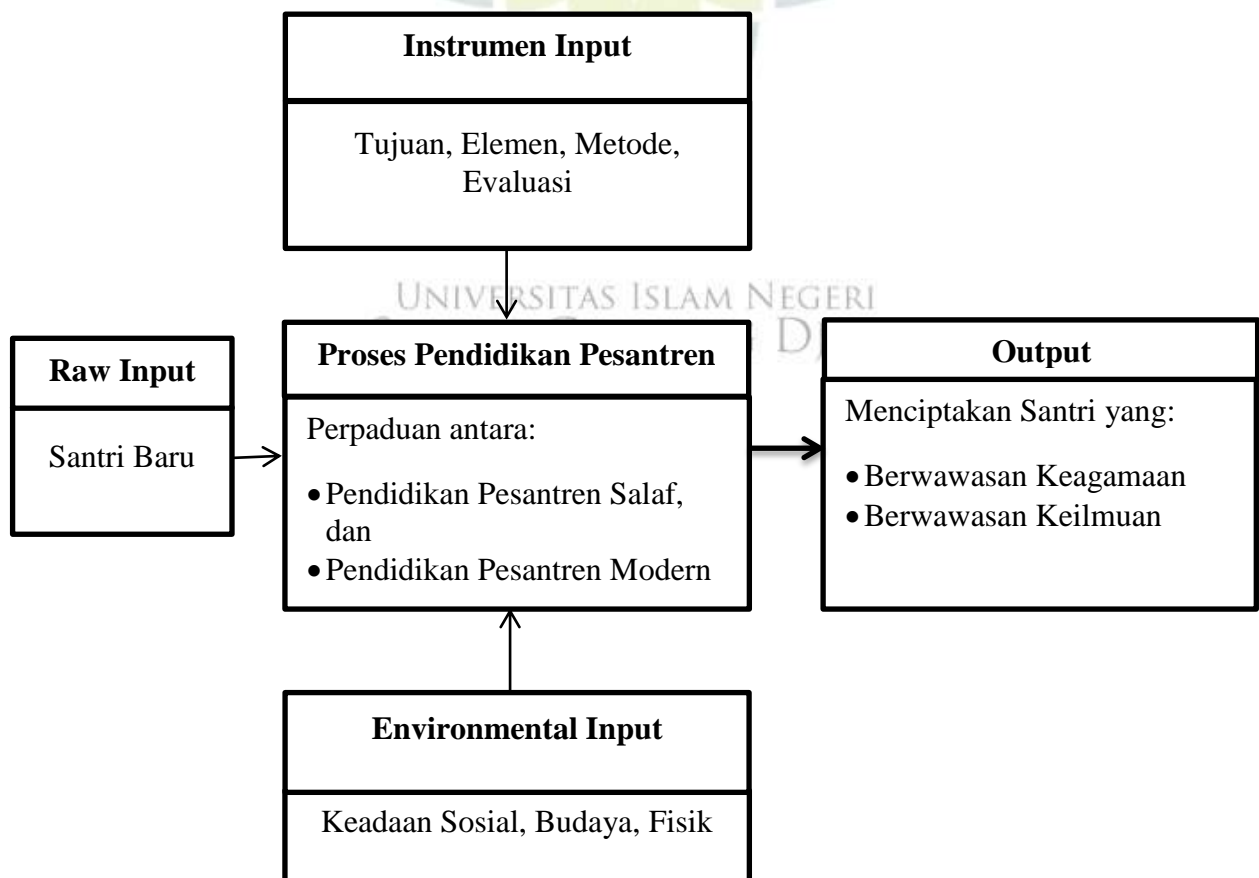 Instrumen Input
Tujuan, Elemen, Metode,
Evaluasi
UNIVERSITAS ISLAM NEGERI
Raw Input
Santri Baru
Proses Pendidikan Pesantren
Perpaduan antara:
• Pendidikan Pesantren Salaf,
dan
• Pendidikan Pesantren Modern
Output
Menciptakan Santri yang:
• Berwawasan Keagamaan
• Berwawasan Keilmuan
Environmental Input
Keadaan Sosial, Budaya, Fisik